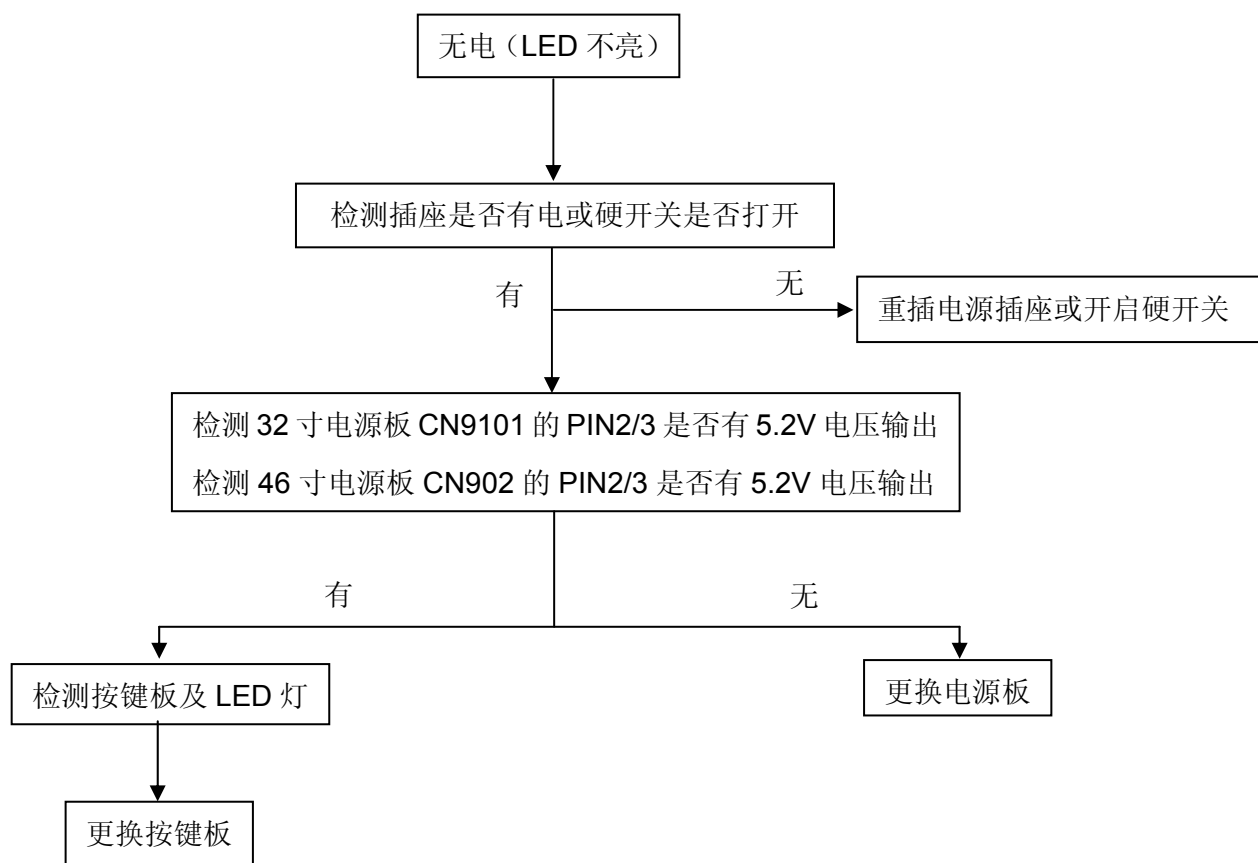 无电（LED 不亮）
检测插座是否有电或硬开关是否打开
有
无
重插电源插座或开启硬开关
检测 32 寸电源板 CN9101 的 PIN2/3 是否有 5.2V 电压输出
检测 46 寸电源板 CN902 的 PIN2/3 是否有 5.2V 电压输出
有
无
检测按键板及 LED 灯
更换电源板
更换按键板